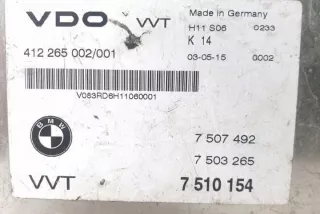 VDO VVT
Made in Germany
412 265 002/001
H11 S06 0233
K 14
03-05-15 0002
V083RD6H11060001
BMW
7 507 492
7 503 265
VVT 7 510 154